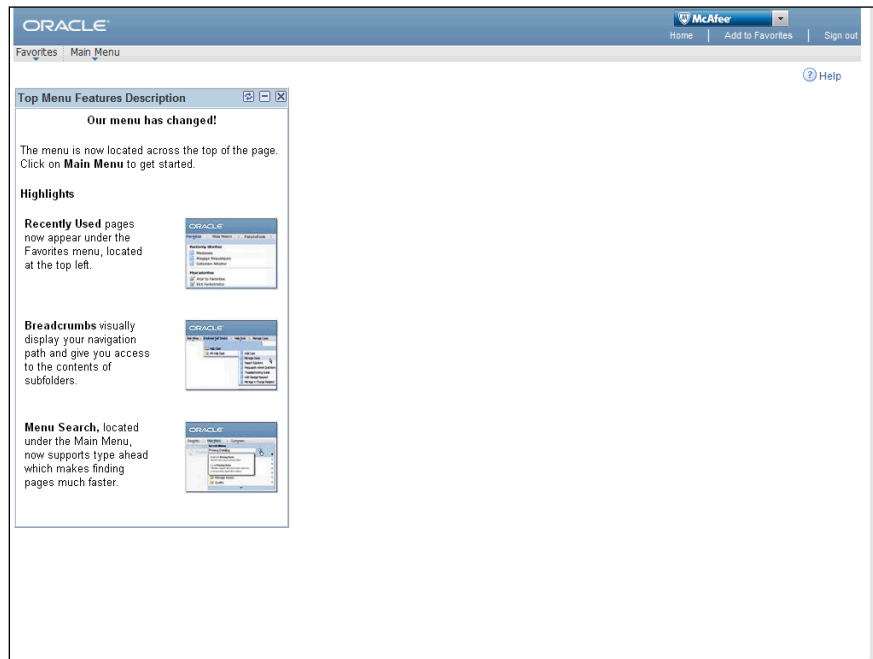 ORACLE
McAfee
Home | Add to Favorites | Sign out
Favorites Main Menu
Help
Top Menu Features Description
Our menu has changed!
The menu is now located across the top of the page.
Click on Main Menu to get started.
Highlights
Recently Used pages
now appear under the
Favorites menu, located
at the top left.
ORACLE
Breadcrumbs visually
display your navigation
path and give you access
to the contents of
subfolders.
ORACLE
Menu Search, located
under the Main Menu,
now supports type ahead
which makes finding
pages much faster.
ORACLE